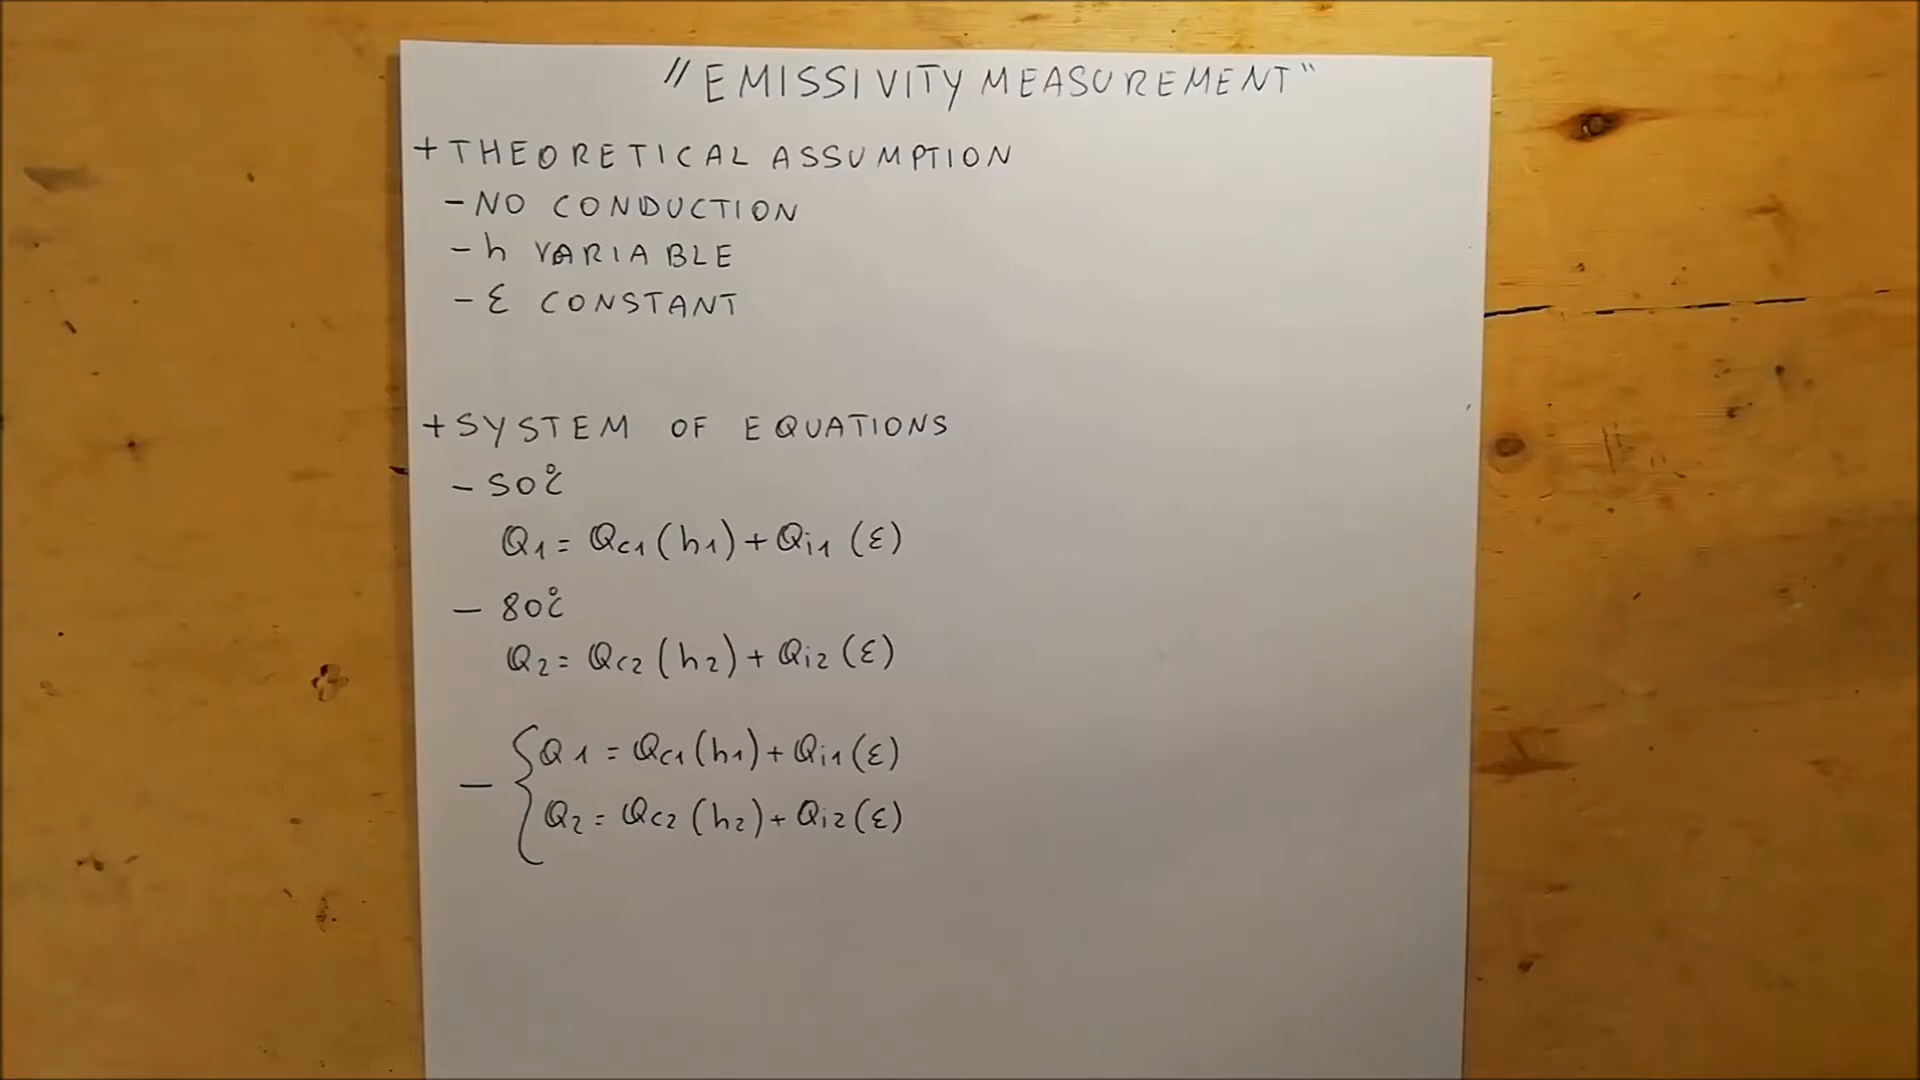 "EMISSIVITY MEASUREMENT"
+ THEORETICAL ASSUMPTION
- NO CONDUCTION
- h VARIABLE
- Ɛ CONSTANT
+ SYSTEM OF EQUATIONS
- 50°C
Q1 = Qc1 (h1) + Qi1 (Ɛ)
- 80°C
Q2 = Qc2 (h2) + Qi2 (Ɛ)
- { Q1 = Qc1 (h1) + Qi1 (Ɛ)
Q2 = Qc2 (h2) + Qi2 (Ɛ)